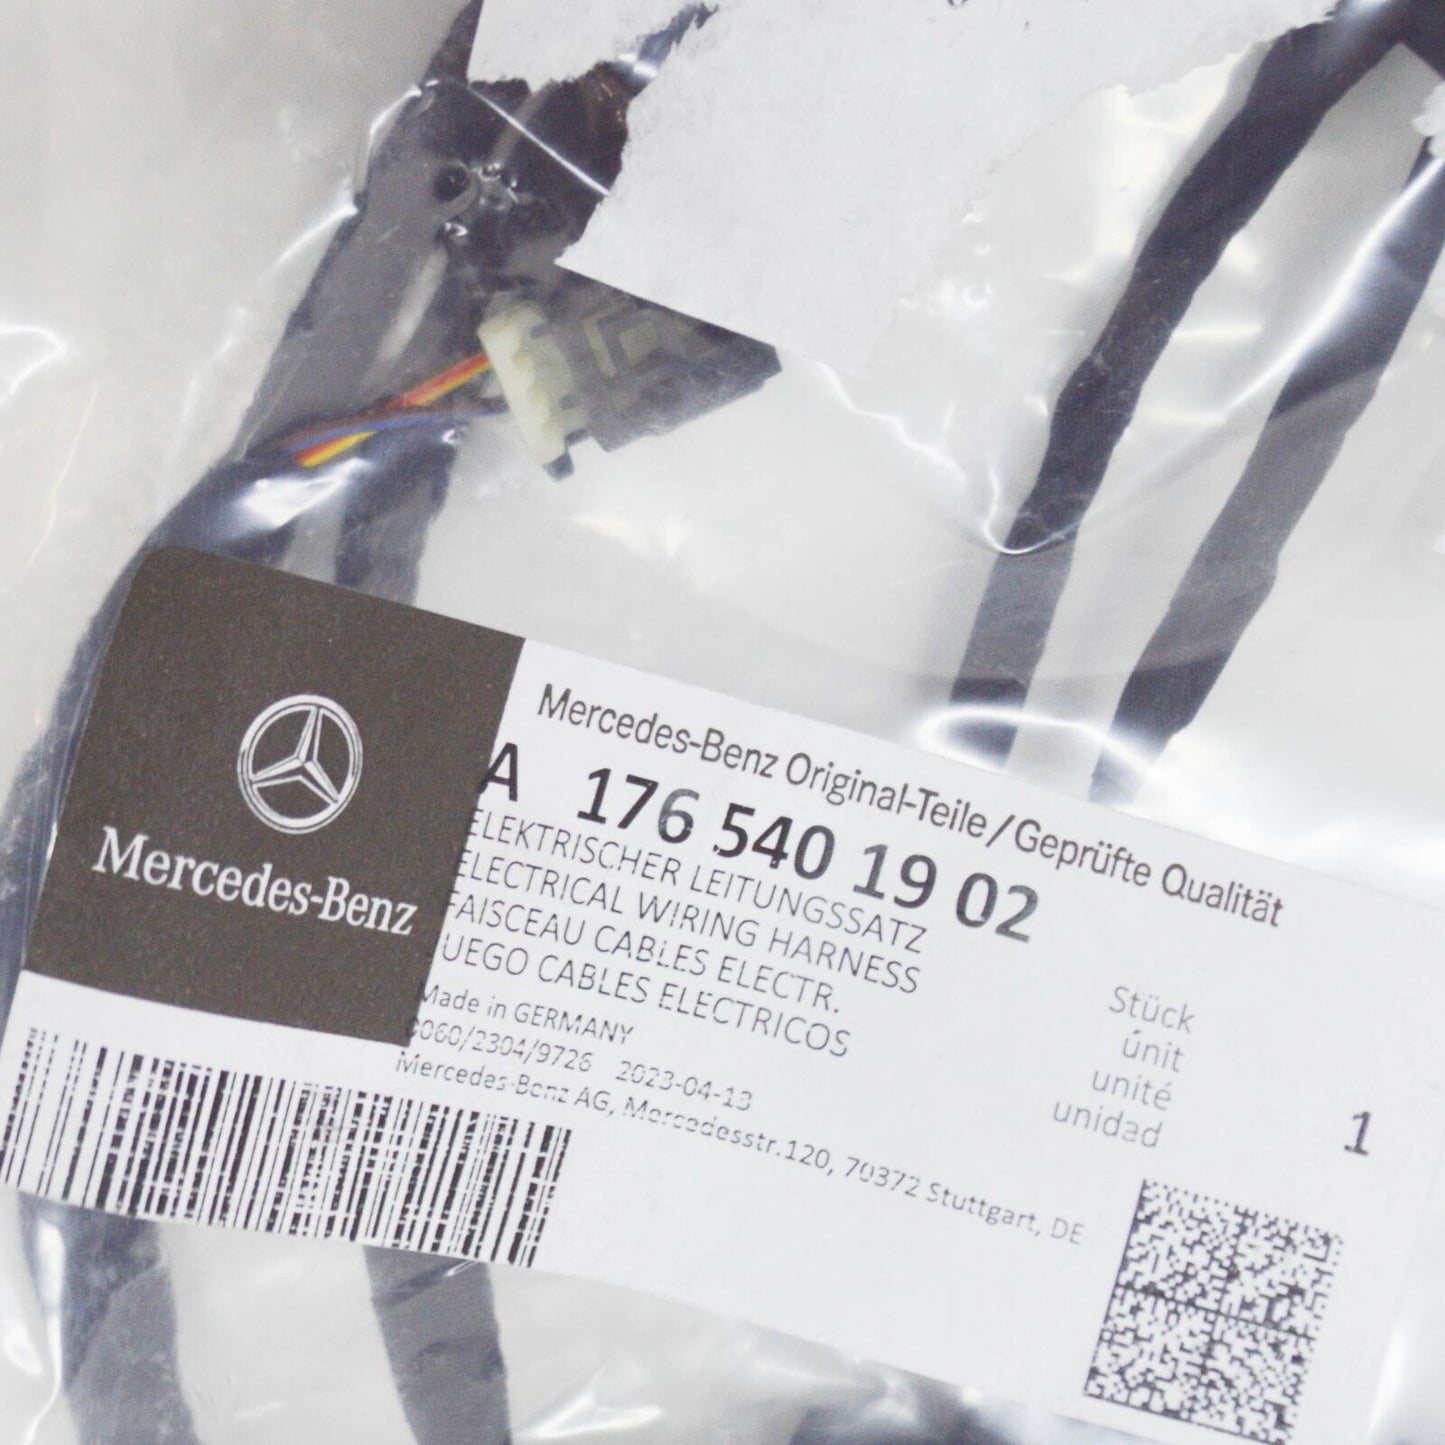 Mercedes-Benz
Mercedes-Benz Original-Teile/Geprüfte Qualität
A 176 540 19 02
ELEKTRISCHER LEITUNGSSATZ
ELECTRICAL WIRING HARNESS
FAISCEAU CABLES ELECTR.
UEGO CABLES ELECTRICOS
Made in GERMANY
0060/2304/9726 2023-04-13
Mercedes-Benz AG, Mercedesstr.120, 70372 Stuttgart, DE
Stück
únit
unité
unidad
1